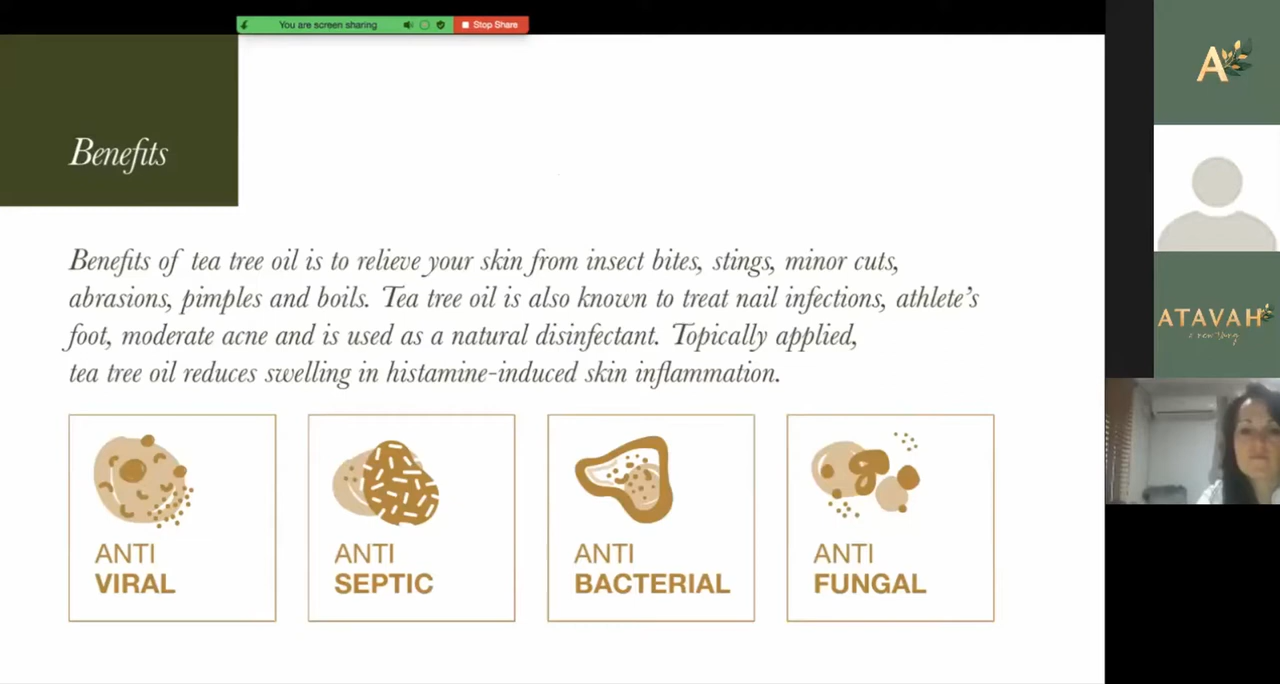 You are screen sharing
Stop Share
Benefits
Benefits of tea tree oil is to relieve your skin from insect bites, stings, minor cuts,
abrasions, pimples and boils. Tea tree oil is also known to treat nail infections, athlete's
foot, moderate acne and is used as a natural disinfectant. Topically applied,
tea tree oil reduces swelling in histamine-induced skin inflammation.
ANTI
VIRAL
ANTI
SEPTIC
ANTI
BACTERIAL
ANTI
FUNGAL
A
ATAVAH